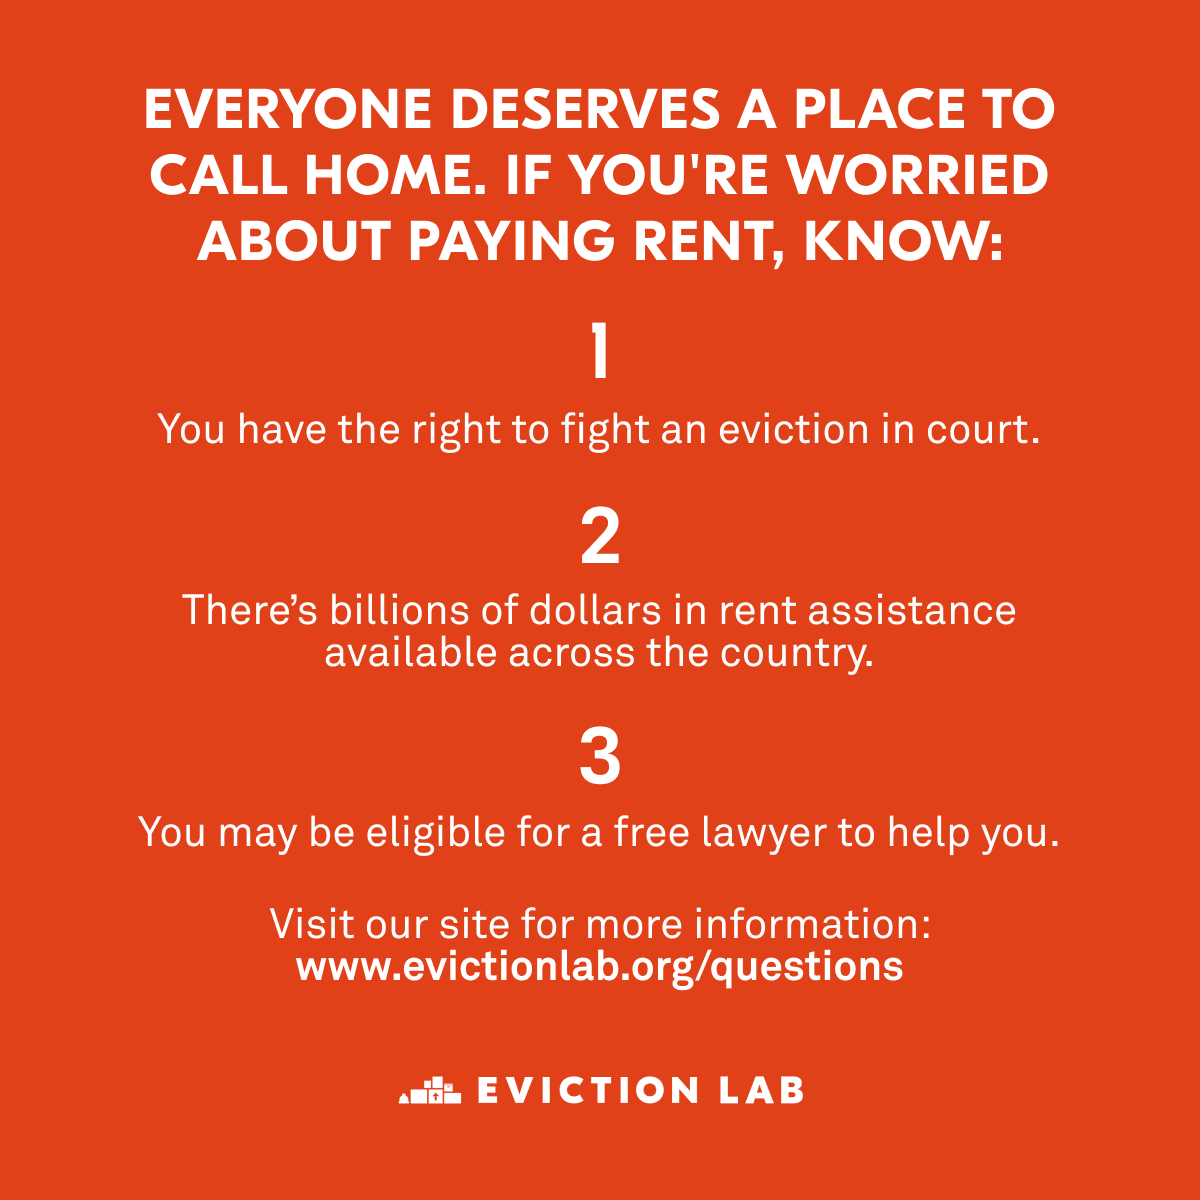 EVERYONE DESERVES A PLACE TO
CALL HOME. IF YOU'RE WORRIED
ABOUT PAYING RENT, KNOW:
1
You have the right to fight an eviction in court.
2
There’s billions of dollars in rent assistance
available across the country.
3
You may be eligible for a free lawyer to help you.
Visit our site for more information:
www.evictionlab.org/questions
EVICTION LAB